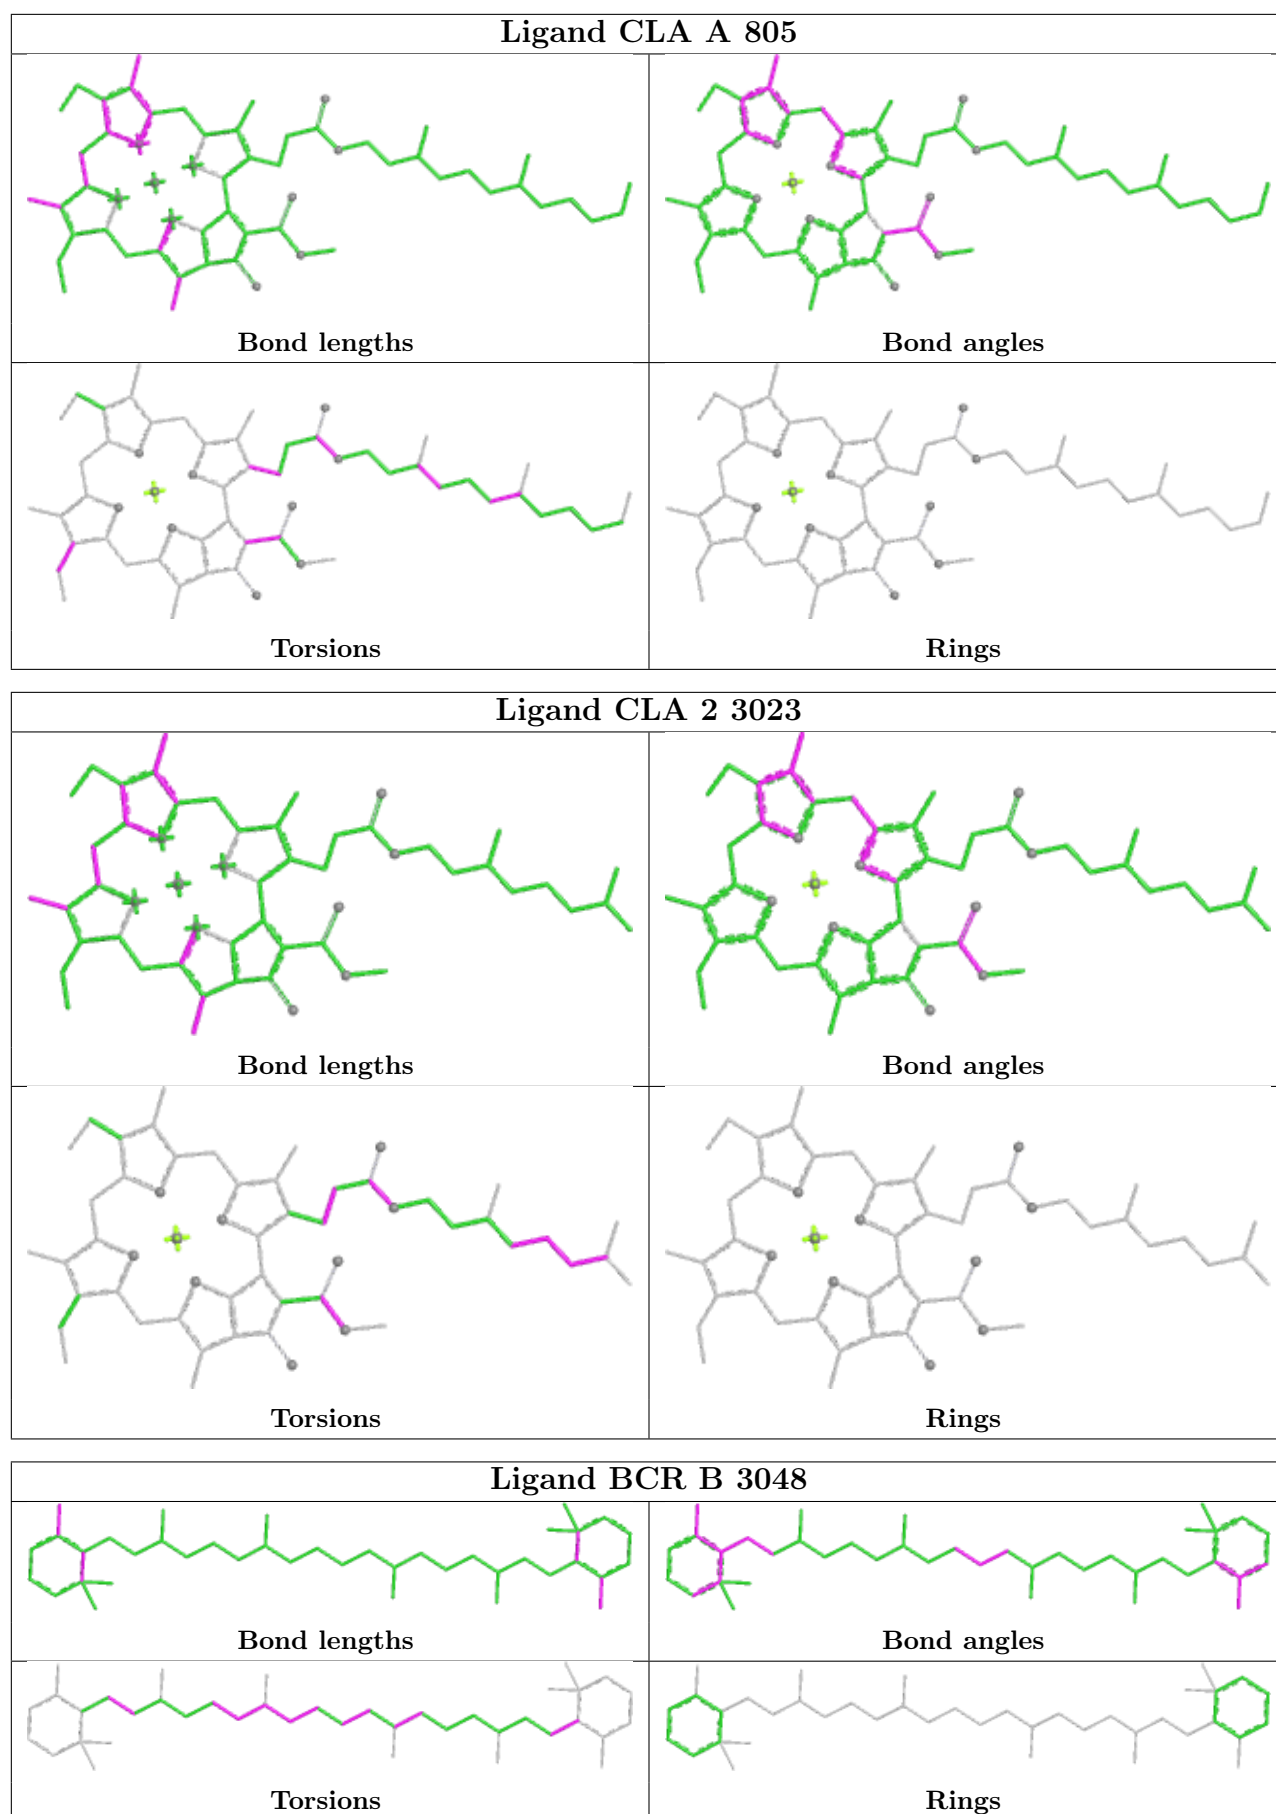 Ligand CLA A 805
Bond lengths
Bond angles
Torsions
Rings
Ligand CLA 2 3023
Bond lengths
Bond angles
Torsions
Rings
Ligand BCR B 3048
Bond lengths
Bond angles
Torsions
Rings